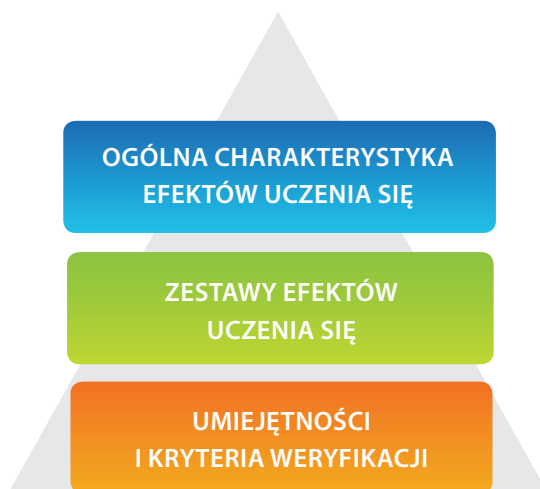 OGÓLNA CHARAKTERYSTYKA
EFEKTÓW UCZENIA SIĘ
ZESTAWY EFEKTÓW
UCZENIA SIĘ
UMIEJĘTNOŚCI
I KRYTERIA WERYFIKACJI